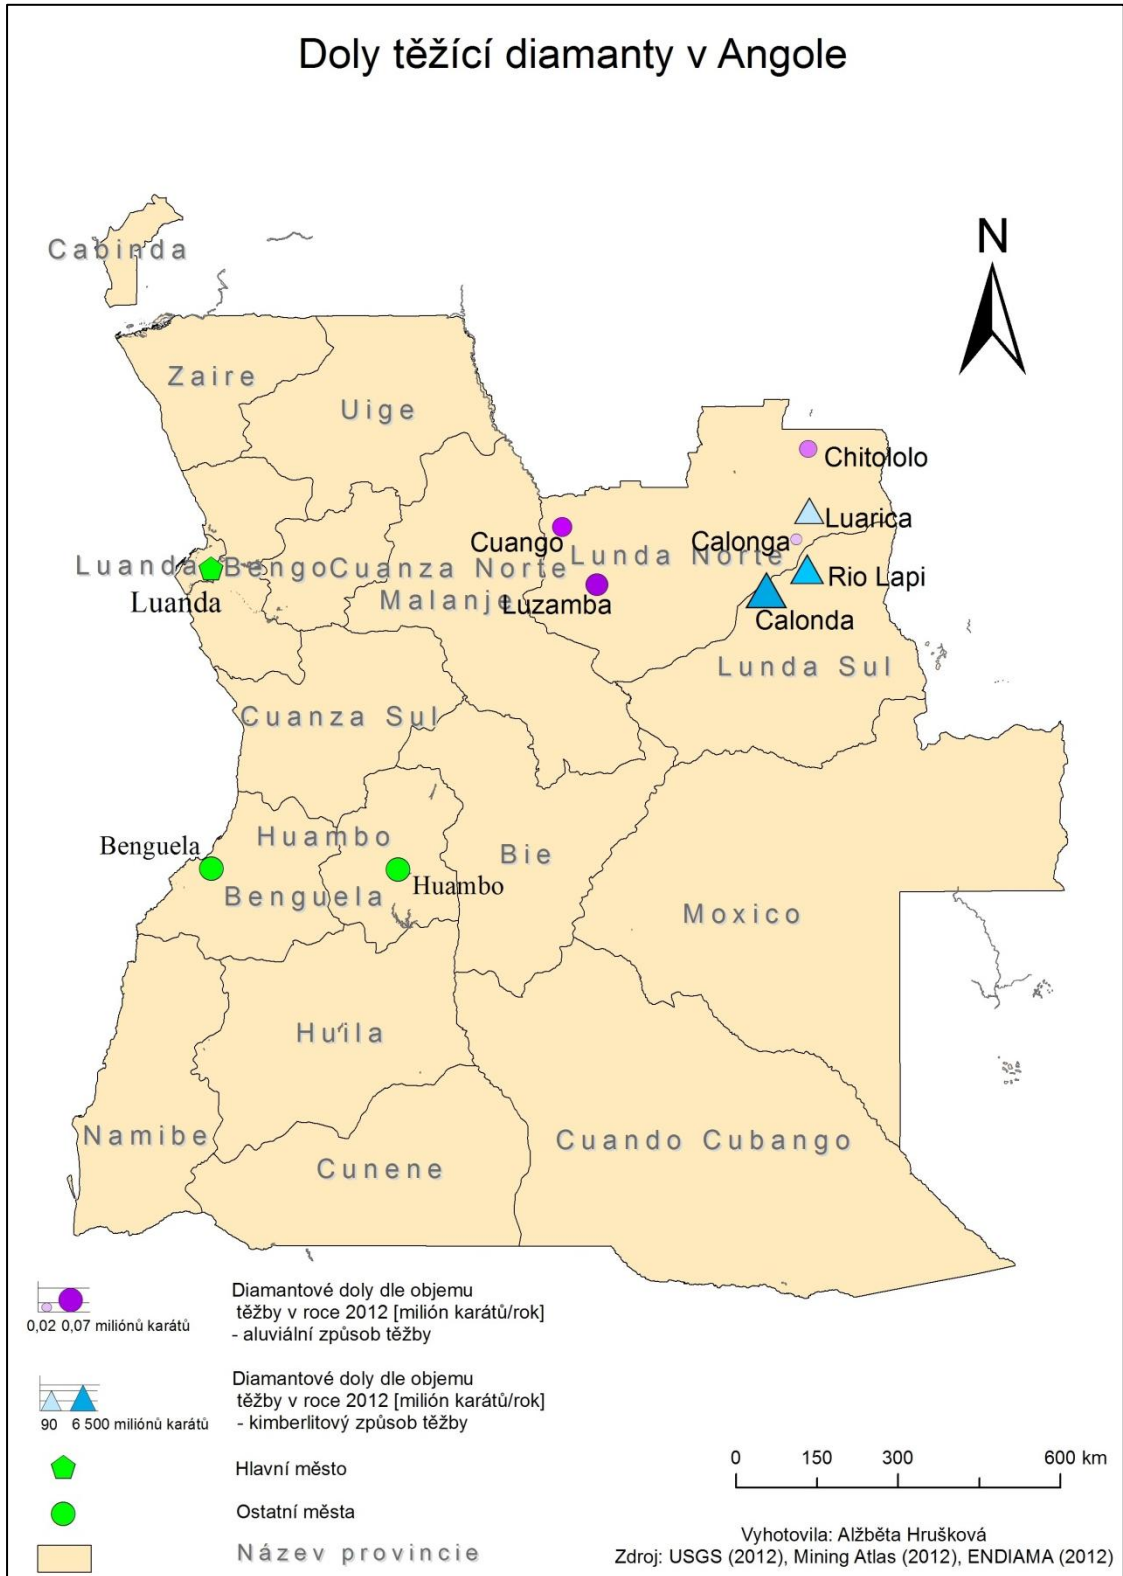 Doly těžící diamanty v Angole
N
Cabinda
Zaire
Uige
Chitololo
Luarica
Cuango
Calonga
Luanda
Bengo
Cuanza Norte
Lunda Norte
Rio Lapi
Luanda
Malanje
Luzamba
Calonda
Lunda Sul
Cuanza Sul
Benguela
Huambo
Bie
Huambo
Benguela
Moxico
Huila
Namibe
Cunene
Cuando Cubango
Diamantové doly dle objemu
těžby v roce 2012 [milión karátů/rok]
- aluviální způsob těžby
0,02 0,07 miliónů karátů
Diamantové doly dle objemu
těžby v roce 2012 [milión karátů/rok]
- kimberlitový způsob těžby
90 6 500 miliónů karátů
Hlavní město
Ostatní města
Název provincie
0 150 300 600 km
Vyhotovila: Alžběta Hrušková
Zdroj: USGS (2012), Mining Atlas (2012), ENDIAMA (2012)